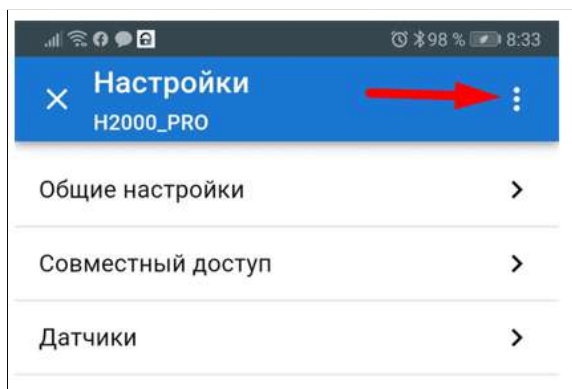 98 % 8:33
Настройки
H2000_PRO
Общие настройки
Совместный доступ
Датчики